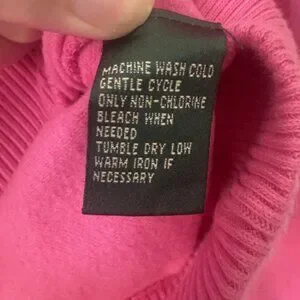 MACHINE WASH COLD
GENTLE CYCLE
ONLY NON-CHLORINE
BLEACH WHEN
NEEDED
TUMBLE DRY LOW
WARM IRON IF
NECESSARY